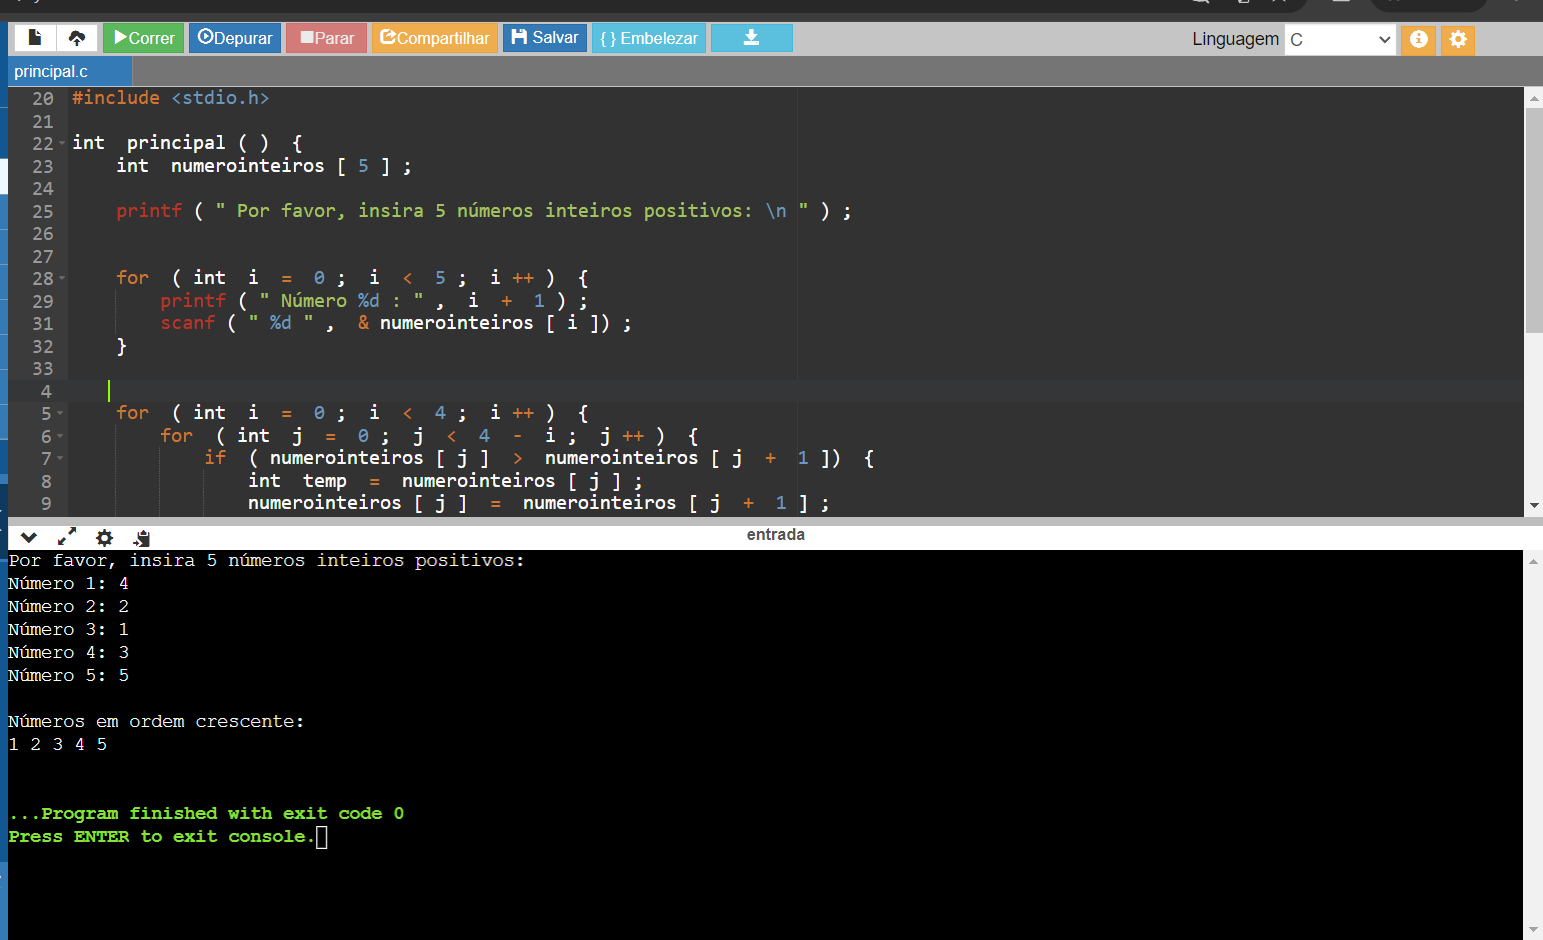 Correr Depurar Parar Compartilhar Salvar { } Embelezar Linguagem C
principal.c
20 #include <stdio.h>
21
22 int principal ( ) {
23 int numerointeiros [ 5 ] ;
24
25 printf ( " Por favor, insira 5 números inteiros positivos: \n " ) ;
26
27
28 for ( int i = 0 ; i < 5 ; i ++ ) {
29 printf ( " Número %d : " , i + 1 ) ;
31 scanf ( " %d " , & numerointeiros [ i ]) ;
32 }
33
4
5 for ( int i = 0 ; i < 4 ; i ++ ) {
6 for ( int j = 0 ; j < 4 - i ; j ++ ) {
7 if ( numerointeiros [ j ] > numerointeiros [ j + 1 ]) {
8 int temp = numerointeiros [ j ] ;
9 numerointeiros [ j ] = numerointeiros [ j + 1 ] ;
entrada
Por favor, insira 5 números inteiros positivos:
Número 1: 4
Número 2: 2
Número 3: 1
Número 4: 3
Número 5: 5
Números em ordem crescente:
1 2 3 4 5
...Program finished with exit code 0
Press ENTER to exit console.